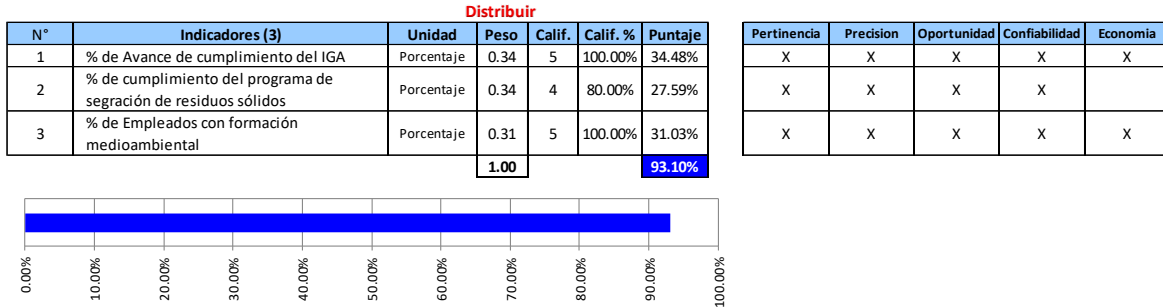 Distribuir
N° Indicadores (3) Unidad Peso Calif. Calif. % Puntaje Pertinencia Precision Oportunidad Confiabilidad Economia
1 % de Avance de cumplimiento del IGA Porcentaje 0.34 5 100.00% 34.48% X X X X X
2 % de cumplimiento del programa de segración de residuos sólidos Porcentaje 0.34 4 80.00% 27.59% X X X X
3 % de Empleados con formación medioambiental Porcentaje 0.31 5 100.00% 31.03% X X X X X
1.00 93.10%
0.00% 10.00% 20.00% 30.00% 40.00% 50.00% 60.00% 70.00% 80.00% 90.00% 100.00%